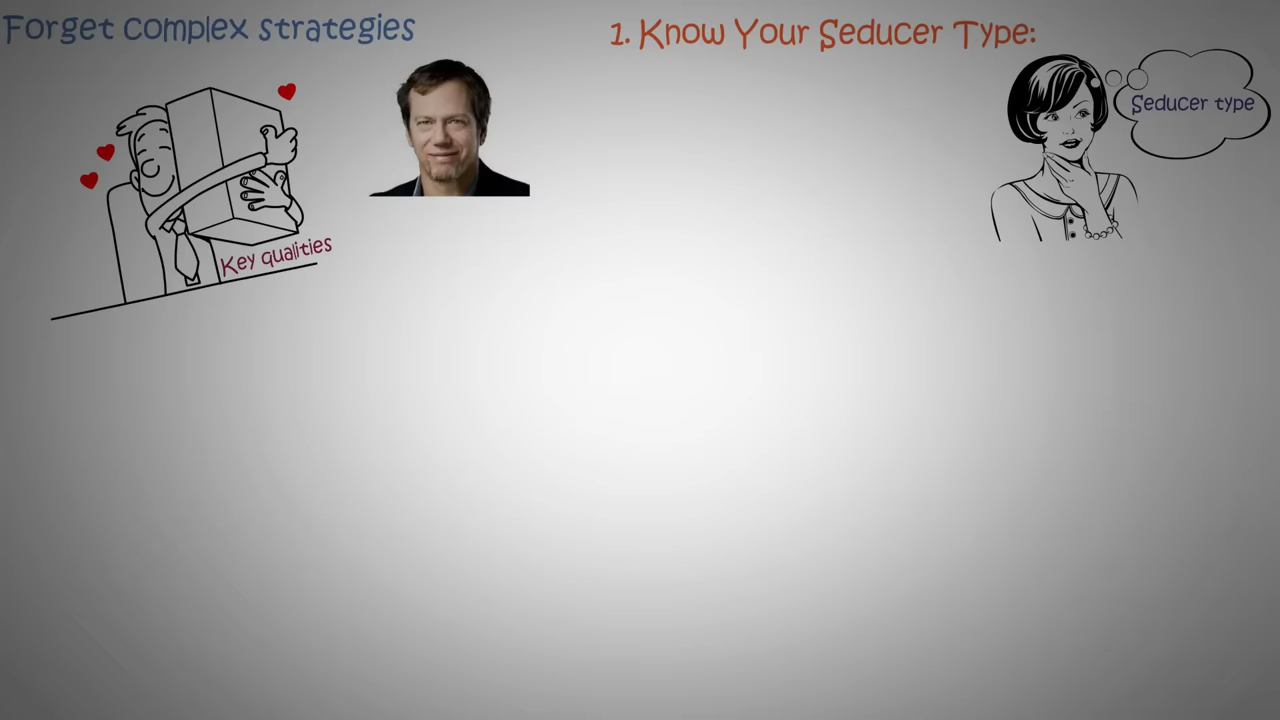 Forget complex strategies
Key qualities
1. Know Your Seducer Type:
Seducer type